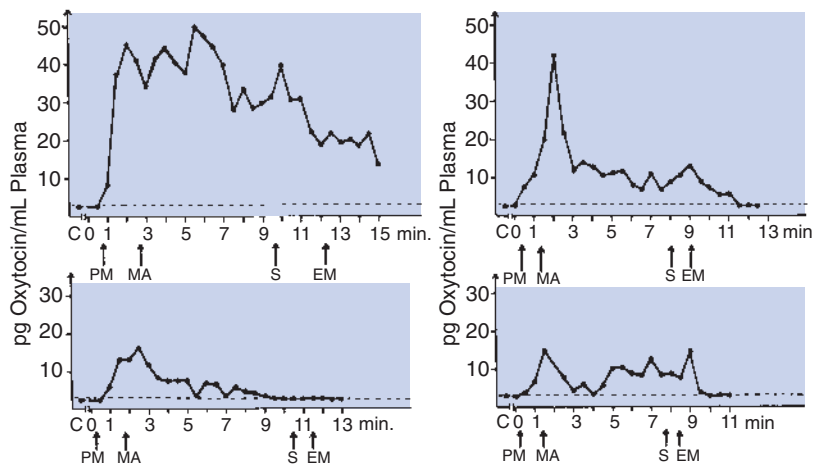 pg Oxytocin/mL Plasma
50
40
30
20
10
C 0 1 3 5 7 9 11 13 15 min.
PM MA S EM
30
20
10
C 0 1 3 5 7 9 11 13 min.
PM MA S EM
pg Oxytocin/mL Plasma
50
40
30
20
10
C 0 1 3 5 7 9 13 min
PM MA S EM
30
20
10
C 0 1 3 5 7 9 11 min
PM MA S EM